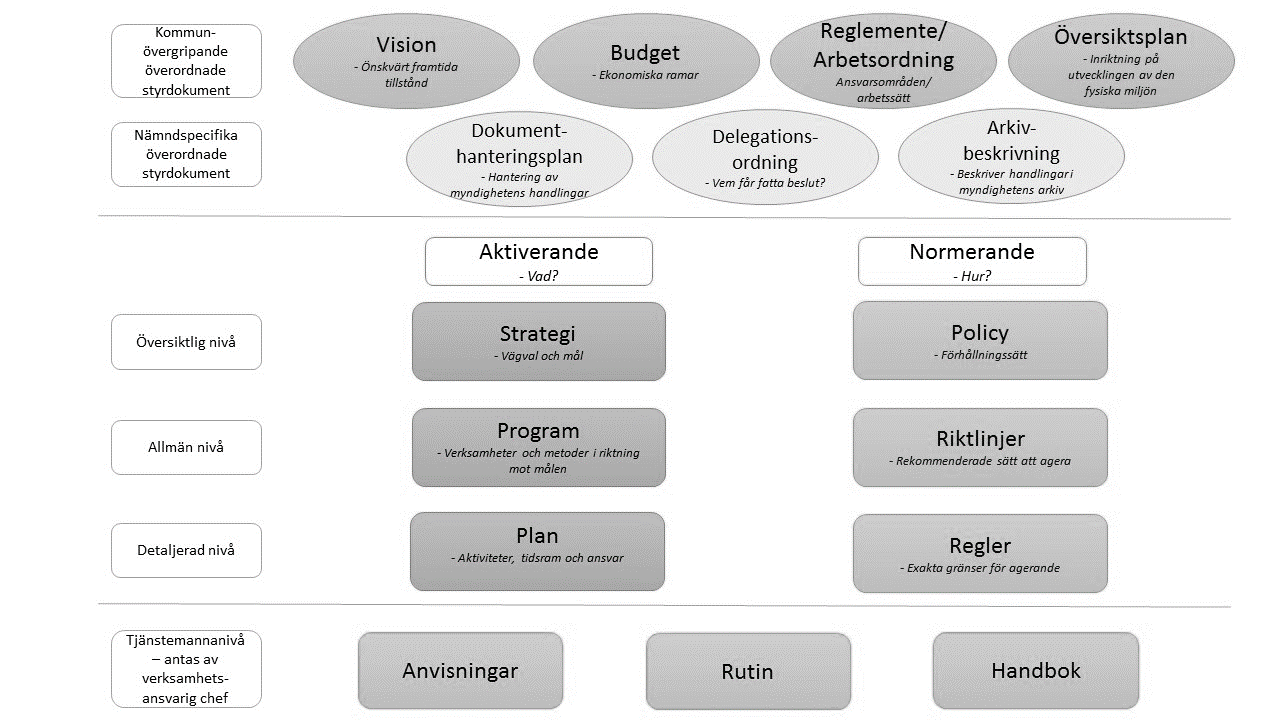 Kommun-
övergripande
överordnade
styrdokument
Vision
- Önskvärt framtida
tillstånd
Budget
- Ekonomiska ramar
Reglemente/
Arbetsordning
Ansvarsområden/
arbetssätt
Översiktsplan
- Inriktning på
utvecklingen av den
fysiska miljön
Nämndspecifika
överordnade
styrdokument
Dokument-
hanteringsplan
- Hantering av
myndighetens handlingar
Delegations-
ordning
- Vem får fatta beslut?
Arkiv-
beskrivning
- Beskriver handlingar i
myndighetens arkiv
Aktiverande
- Vad?
Normerande
- Hur?
Översiktlig nivå
Strategi
- Vägval och mål
Policy
- Förhållningssätt
Allmän nivå
Program
- Verksamheter och metoder i riktning
mot målen
Riktlinjer
- Rekommenderade sätt att agera
Detaljerad nivå
Plan
- Aktiviteter, tidsram och ansvar
Regler
- Exakta gränser för agerande
Tjänstemannanivå
– antas av
verksamhets-
ansvarig chef
Anvisningar
Rutin
Handbok